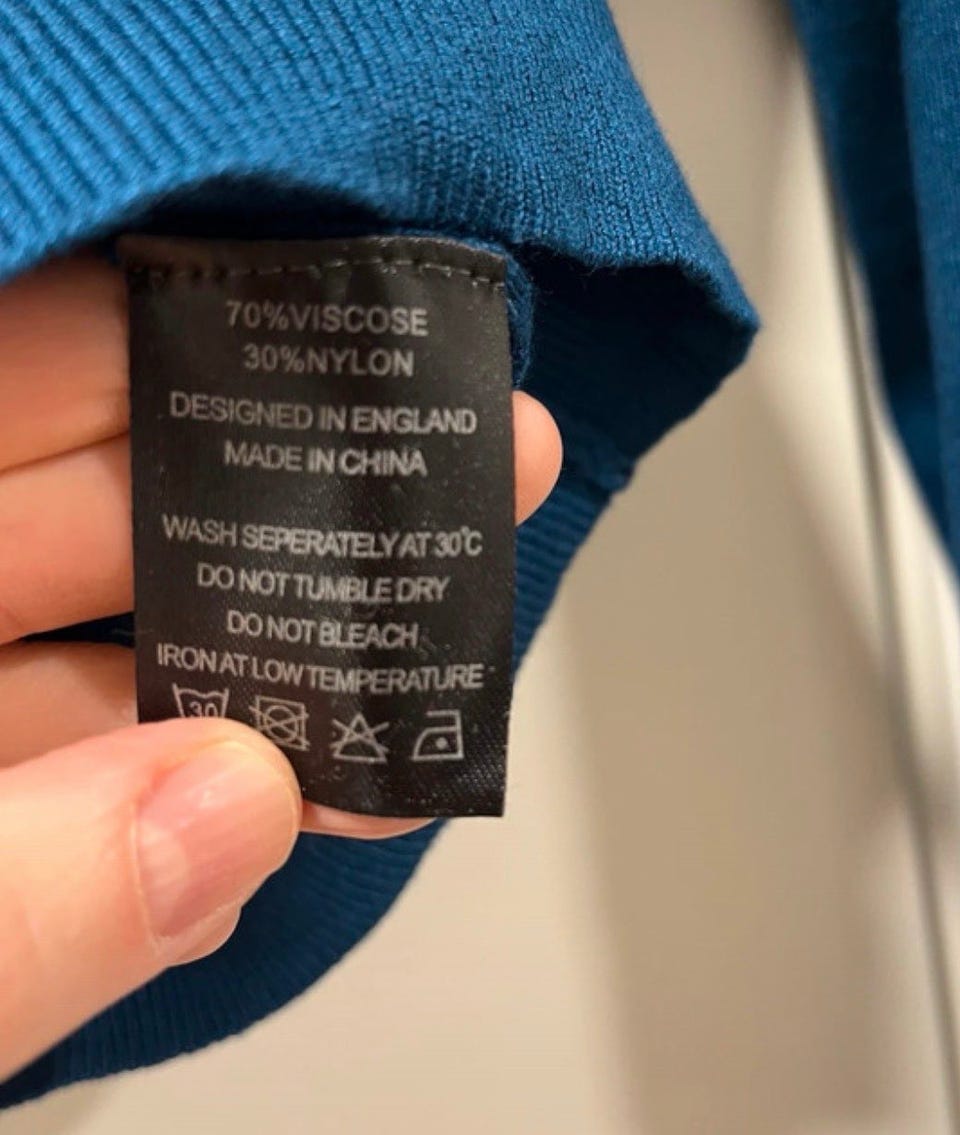 70%VISCOSE
30%NYLON
DESIGNED IN ENGLAND
MADE IN CHINA
WASH SEPERATELY AT 30℃
DO NOT TUMBLE DRY
DO NOT BLEACH
IRON AT LOW TEMPERATURE
30